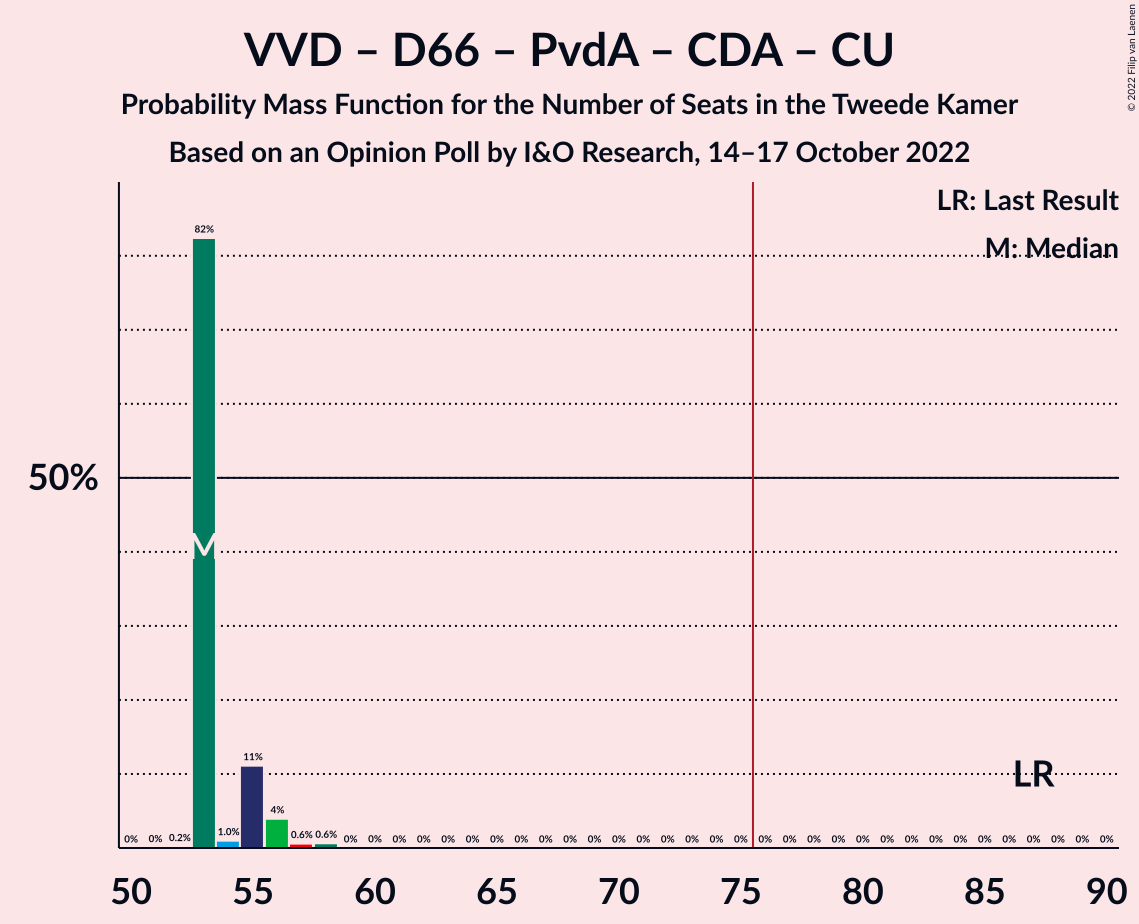 VVD – D66 – PvdA – CDA – CU
Probability Mass Function for the Number of Seats in the Tweede Kamer
Based on an Opinion Poll by I&O Research, 14–17 October 2022
© 2022 Filip van Laenen
LR: Last Result
M: Median
82%
50%
M
11%
LR
4%
0% 0% 0.2% 1.0% 0.6% 0.6% 0% 0% 0% 0% 0% 0% 0% 0% 0% 0% 0% 0% 0% 0% 0% 0% 0% 0% 0% 0% 0% 0% 0% 0% 0% 0% 0% 0% 0% 0% 0% 0%
50 55 60 65 70 75 80 85 90